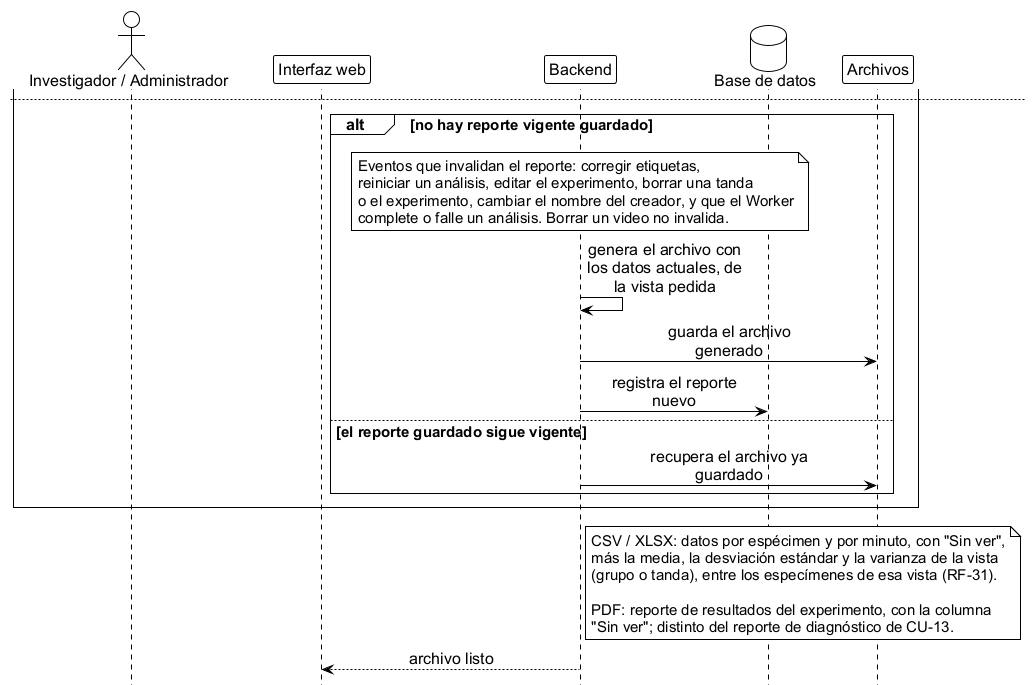 Investigador / Administrador
Interfaz web
Backend
Base de datos
Archivos
alt
[no hay reporte vigente guardado]
Eventos que invalidan el reporte: corregir etiquetas,
reiniciar un análisis, editar el experimento, borrar una tanda
o el experimento, cambiar el nombre del creador, y que el Worker
complete o falle un análisis. Borrar un video no invalida.
genera el archivo con
los datos actuales, de
la vista pedida
guarda el archivo
generado
registra el reporte
nuevo
[el reporte guardado sigue vigente]
recupera el archivo ya
guardado
CSV / XLSX: datos por espécimen y por minuto, con "Sin ver",
más la media, la desviación estándar y la varianza de la vista
(grupo o tanda), entre los especímenes de esa vista (RF-31).
PDF: reporte de resultados del experimento, con la columna
"Sin ver"; distinto del reporte de diagnóstico de CU-13.
archivo listo